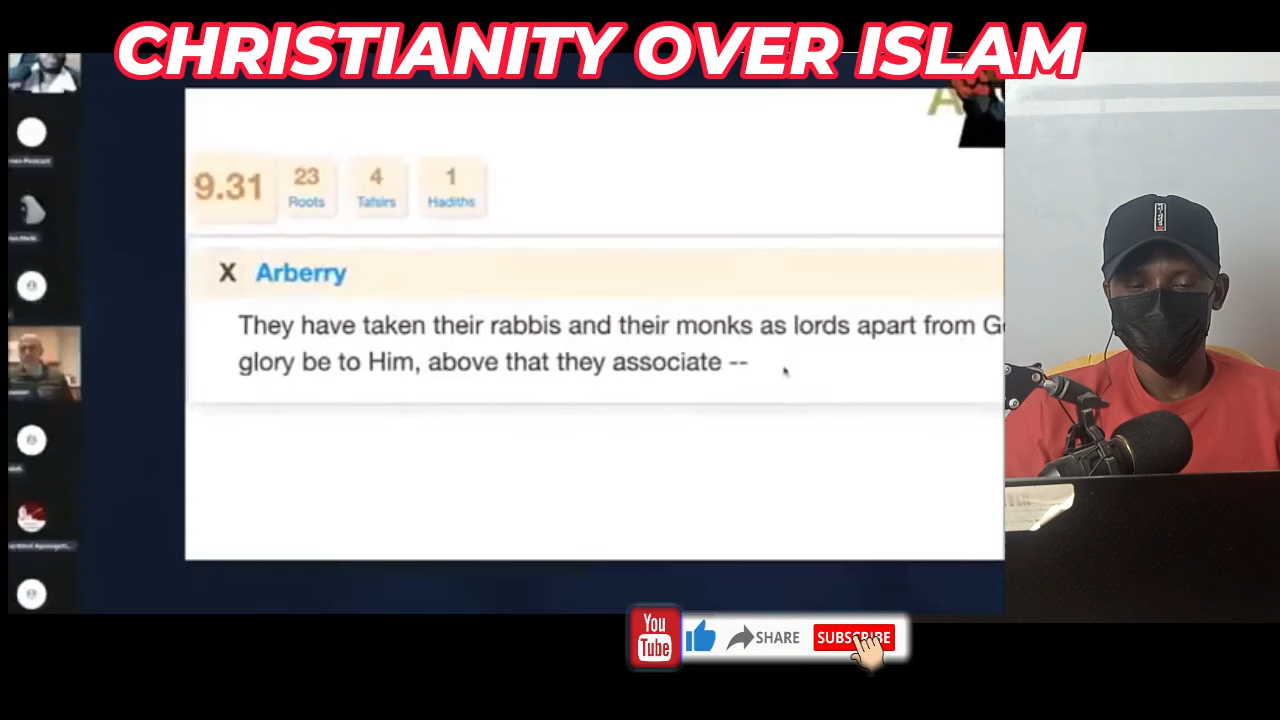 CHRISTIANITY OVER ISLAM
A
9.31
23
Roots
4
Tafsirs
1
Hadiths
X Arberry
They have taken their rabbis and their monks as lords apart from G
glory be to Him, above that they associate --
You
Tube
SHARE
SUBSCRIBE